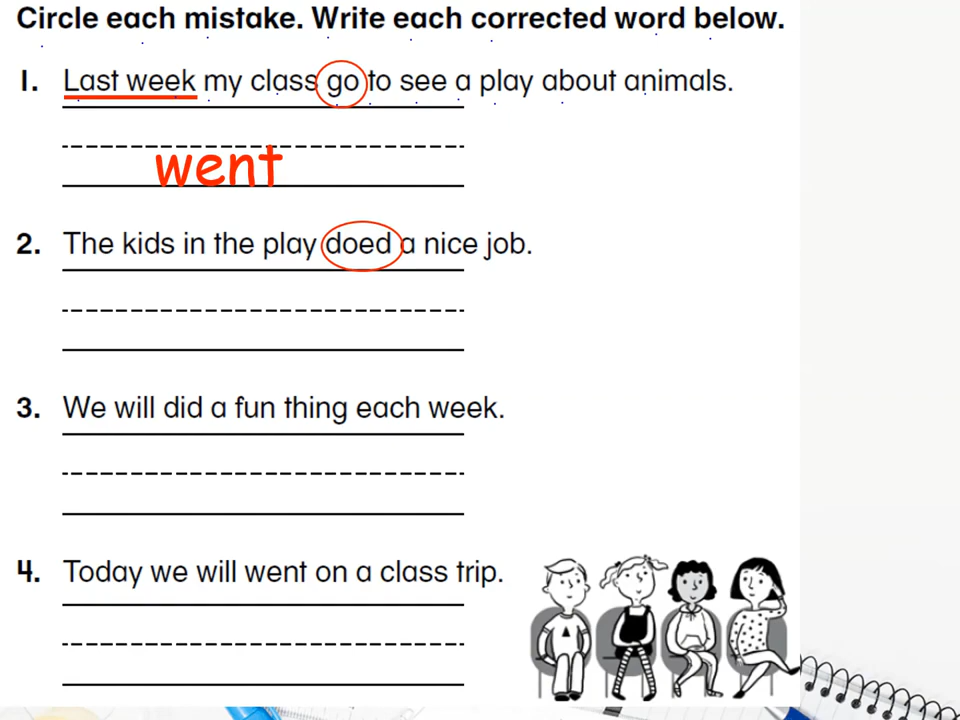 Circle each mistake. Write each corrected word below.
1. Last week my class go to see a play about animals.
went
2. The kids in the play doed a nice job.
3. We will did a fun thing each week.
4. Today we will went on a class trip.